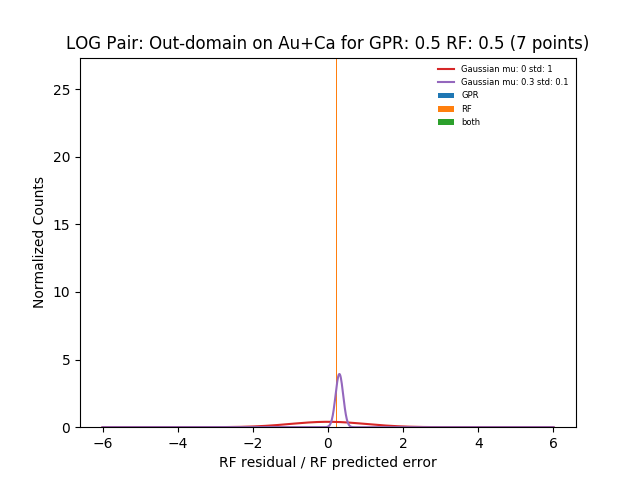 LOG Pair: Out-domain on Au+Ca for GPR: 0.5 RF: 0.5 (7 points)
Gaussian mu: 0 std: 1
Gaussian mu: 0.3 std: 0.1
GPR
RF
both
25
20
15
10
5
0
Normalized Counts
−6 −4 −2 0 2 4 6
RF residual / RF predicted error